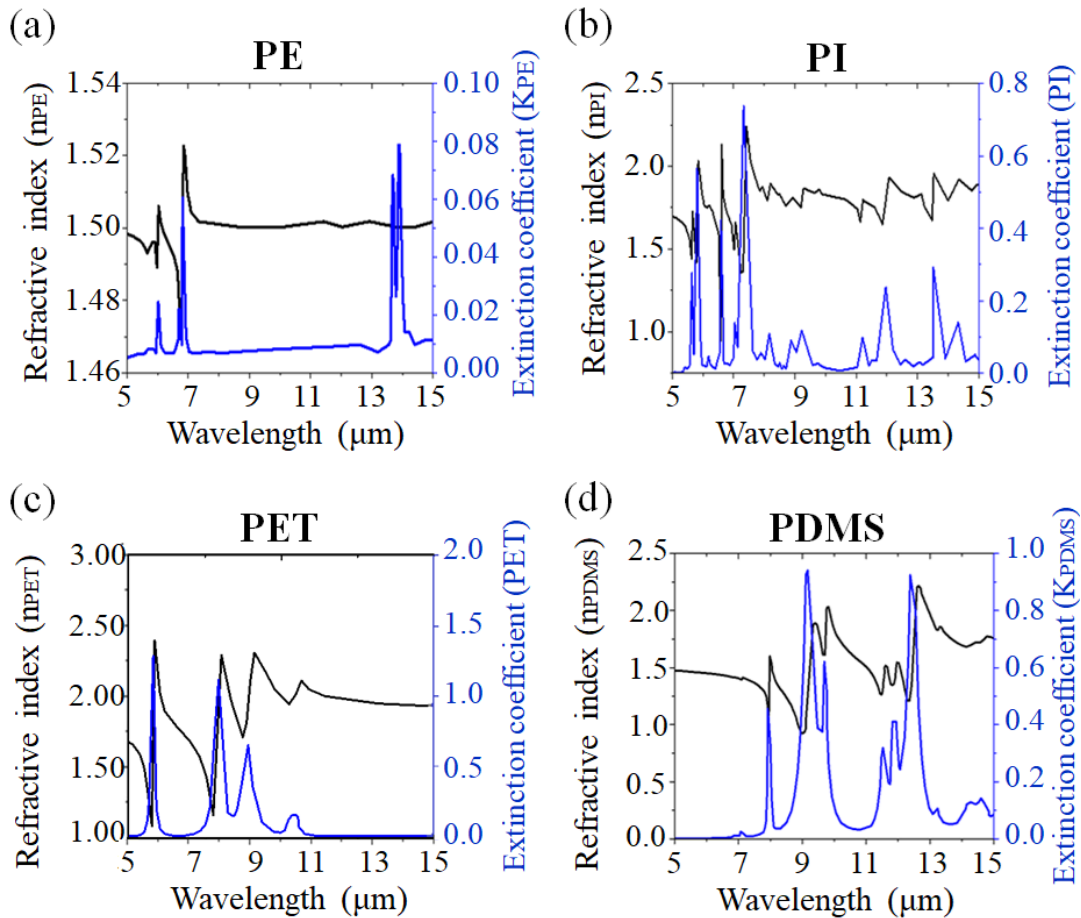 (a)
PE
Refractive index (nPE)
1.54
1.52
1.50
1.48
1.46
0.10
0.08
0.06
0.04
0.02
0.00
Extinction coefficient (KPE)
5 7 9 11 13 15
Wavelength (μm)
(b)
PI
Refractive index (nPI)
2.5
2.0
1.5
1.0
0.8
0.6
0.4
0.2
0.0
Extinction coefficient (PI)
5 7 9 11 13 15
Wavelength (μm)
(c)
PET
Refractive index (nPET)
3.00
2.50
2.00
1.50
1.00
2.0
1.5
1.0
0.5
0.0
Extinction coefficient (PET)
5 7 9 11 13 15
Wavelength (μm)
(d)
PDMS
Refractive index (nPDMS)
2.5
2.0
1.5
1.0
0.5
0.0
1.0
0.8
0.6
0.4
0.2
0.0
Extinction coefficient (KPDMS)
5 7 9 11 13 15
Wavelength (μm)